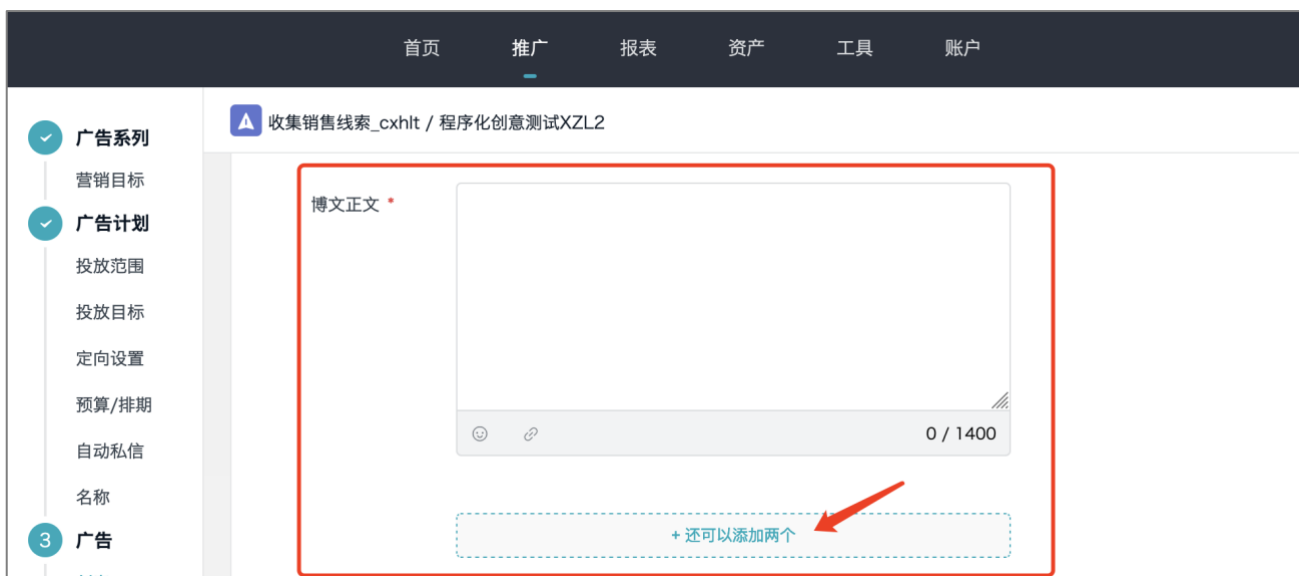 首页 推广 报表 资产 工具 账户
收集销售线索_cxhlt / 程序化创意测试XZL2
广告系列
营销目标
广告计划
投放范围
投放目标
定向设置
预算/排期
自动私信
名称
3 广告
博文正文 *
0 / 1400
+ 还可以添加两个